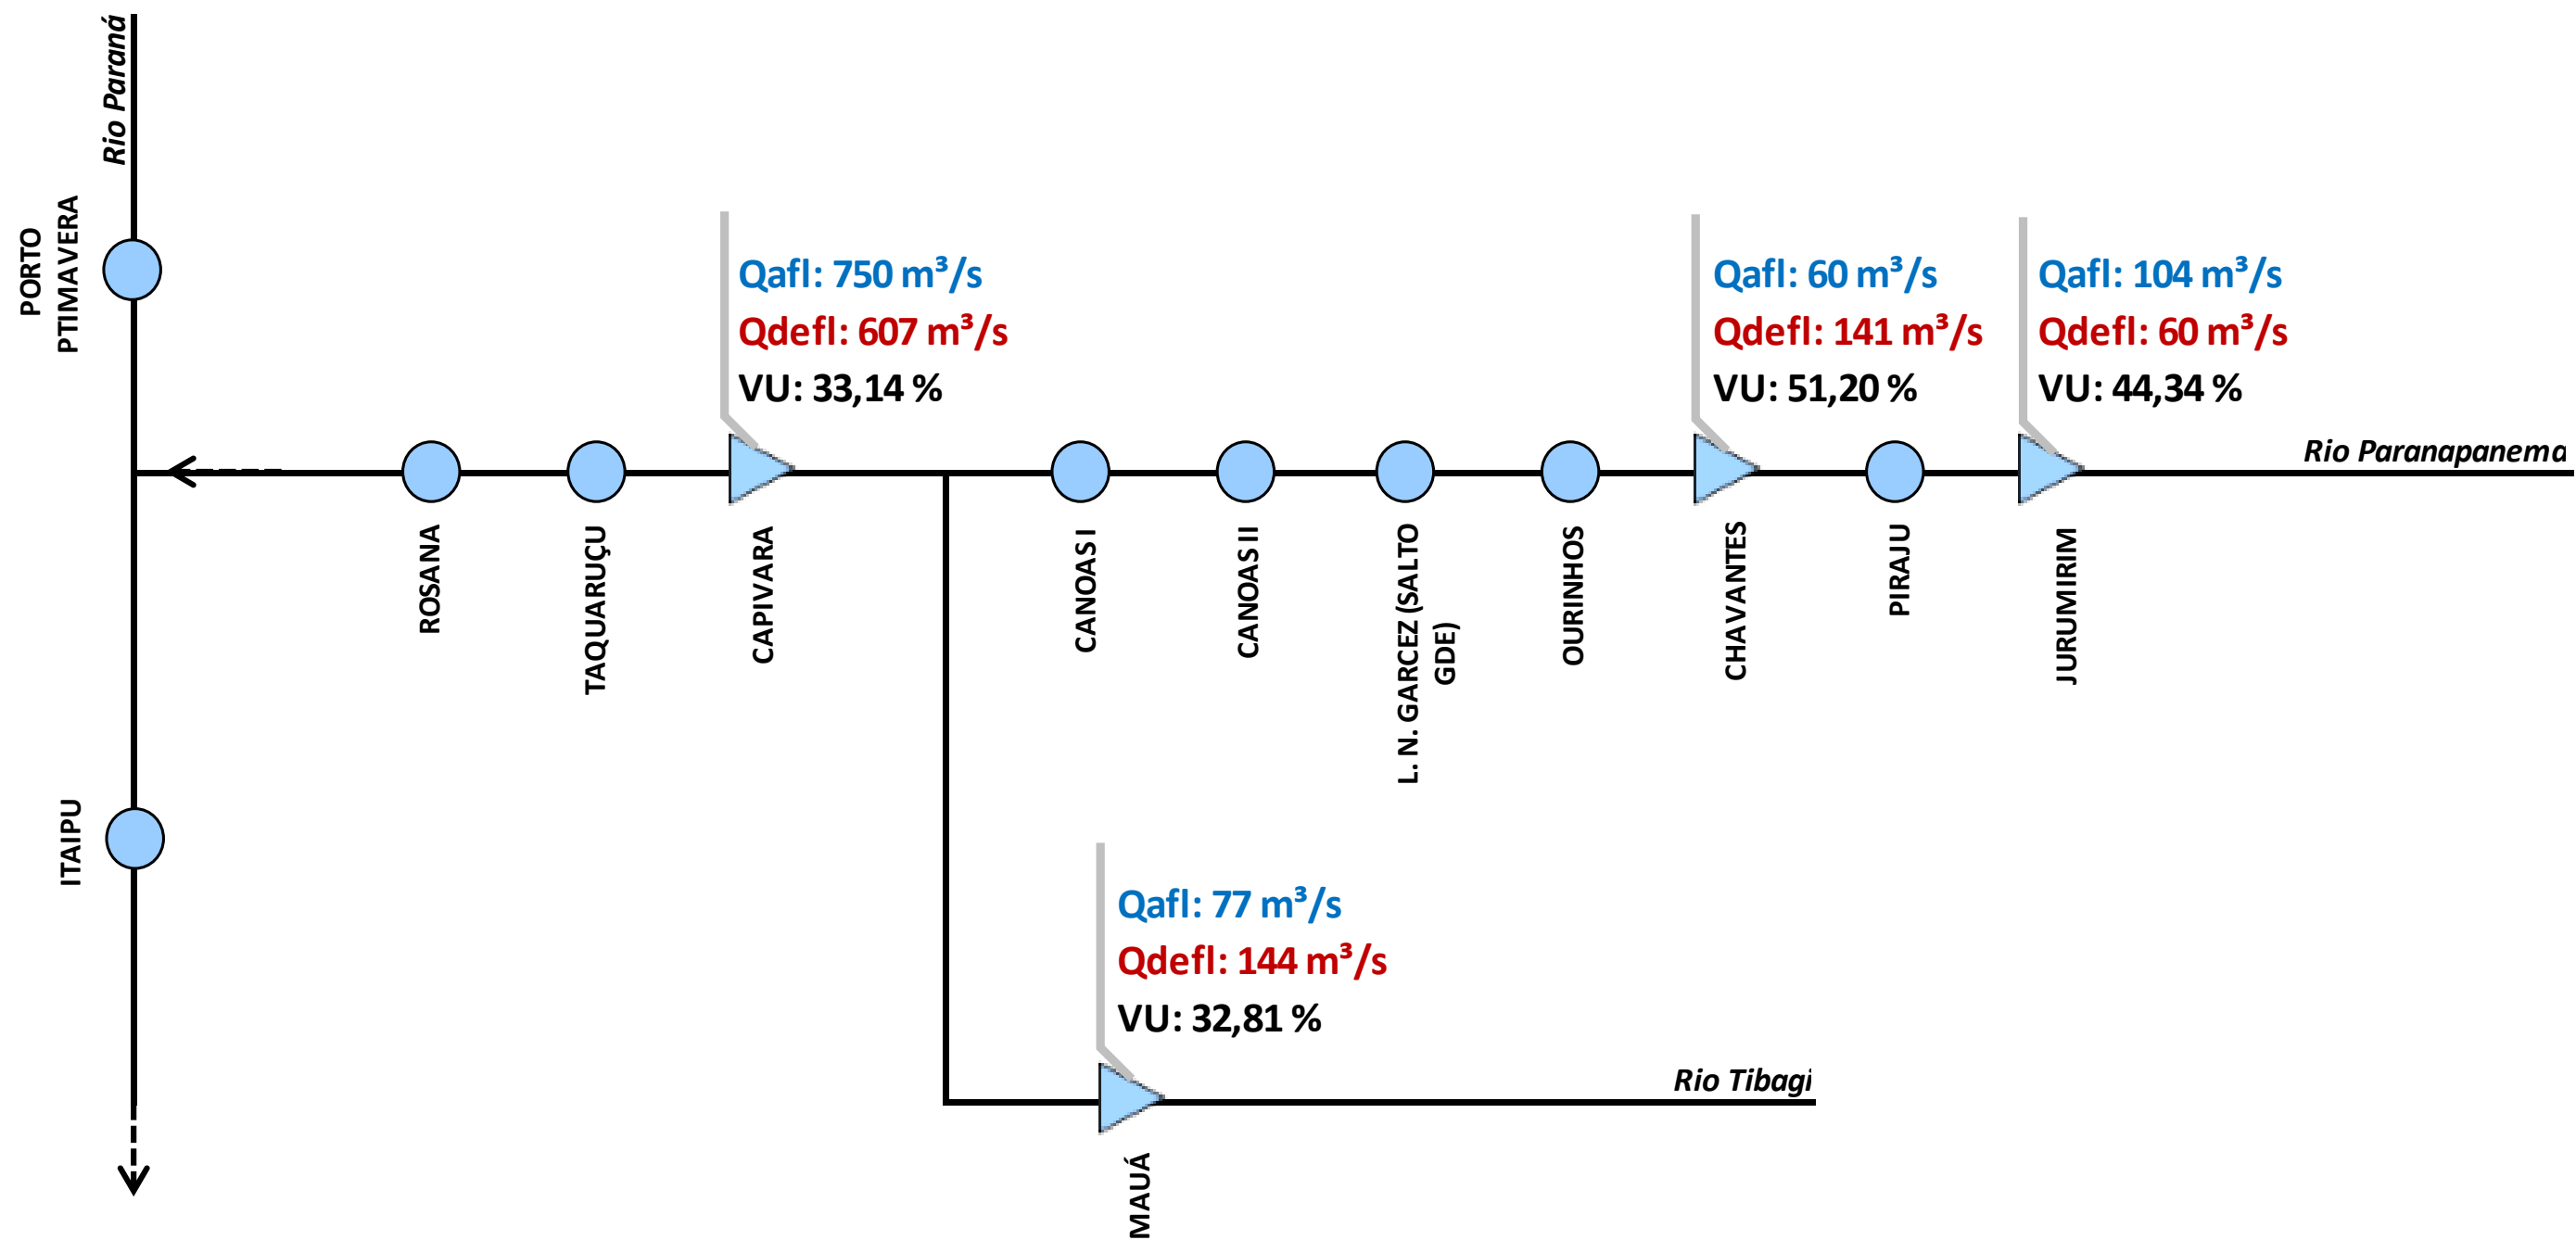 Rio Paraná
PORTO
PTIMAVERA
Qafl: 750 m³/s
Qdefl: 607 m³/s
VU: 33,14 %
Qafl: 60 m³/s
Qdefl: 141 m³/s
VU: 51,20 %
Qafl: 104 m³/s
Qdefl: 60 m³/s
VU: 44,34 %
Rio Paranapanema
ROSANA
TAQUARUÇU
CAPIVARA
CANOAS I
CANOAS II
L. N. GARCEZ (SALTO
GDE)
OURINHOS
CHAVANTES
PIRAJU
JURUMIRIM
ITAIPU
Qafl: 77 m³/s
Qdefl: 144 m³/s
VU: 32,81 %
Rio Tibagi
MAUÁ